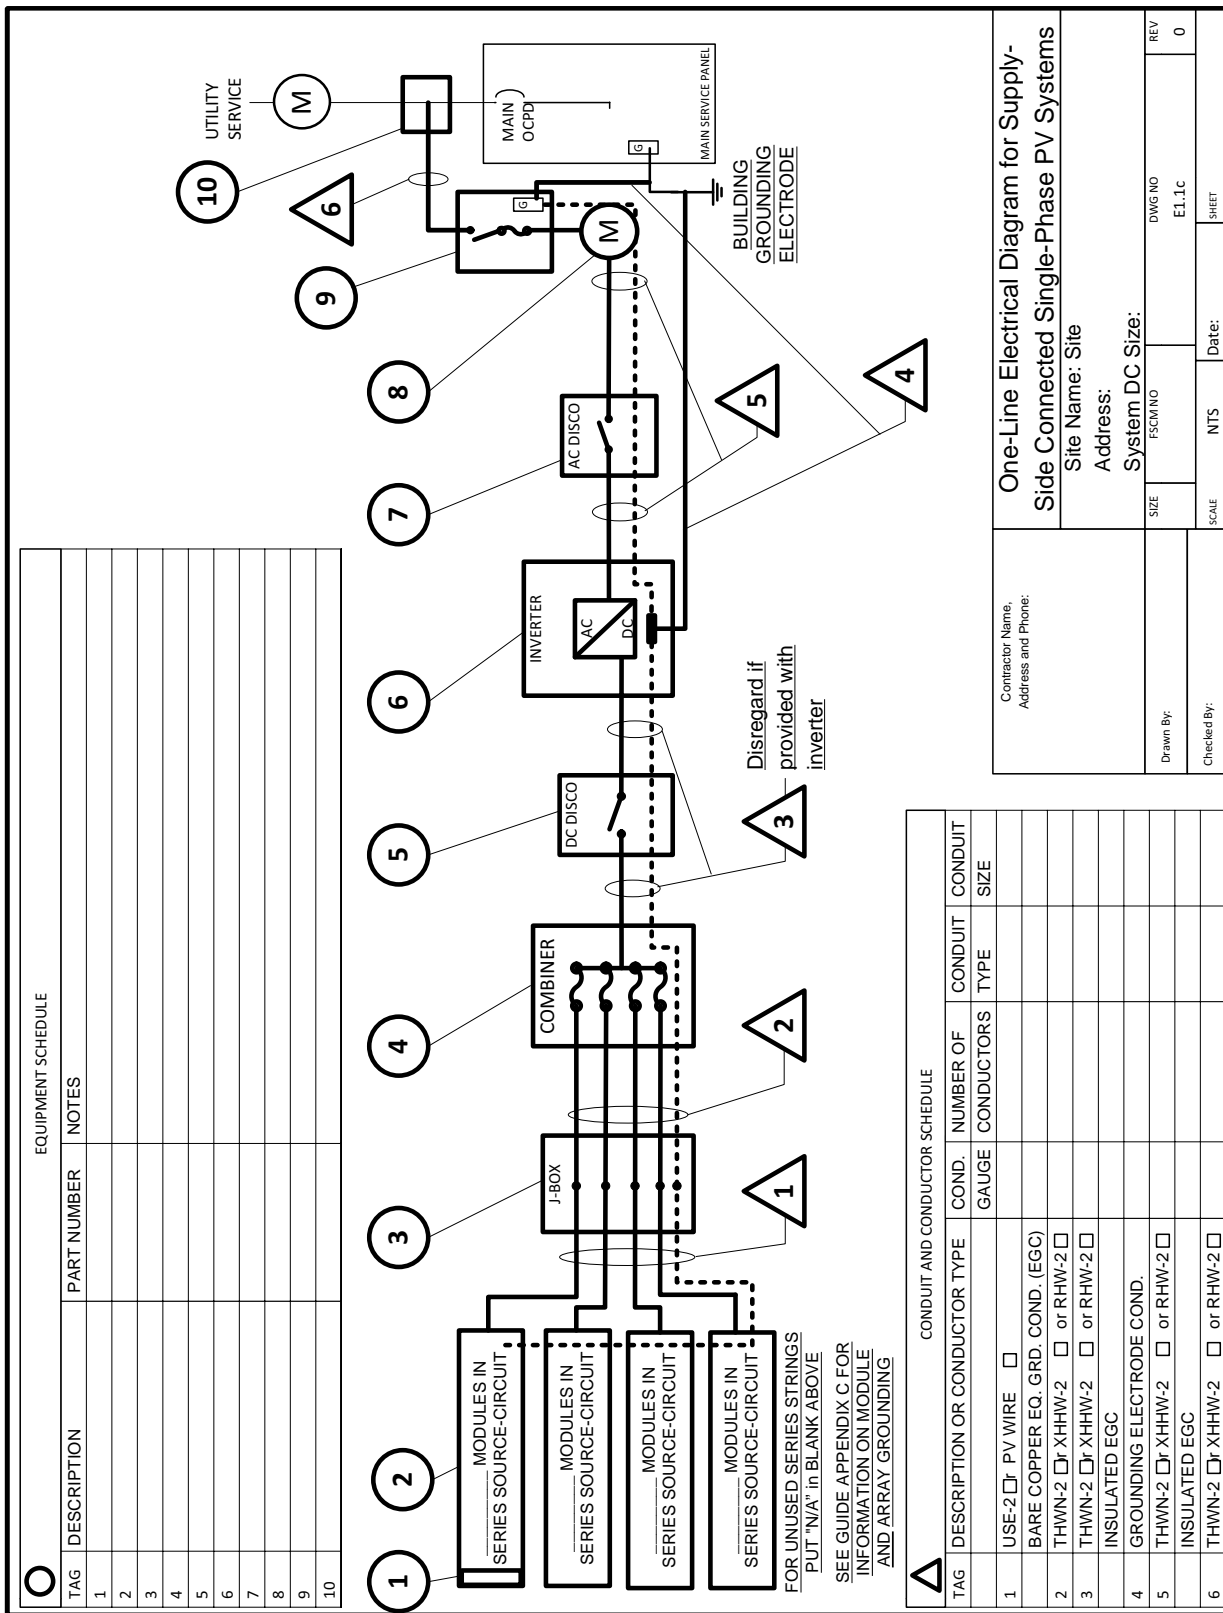 EQUIPMENT SCHEDULE
TAG DESCRIPTION PART NUMBER NOTES
1
2
3
4
5
6
7
8
9
10
1
2
3
4
5
6
7
8
9
10
_____ MODULES IN
SERIES SOURCE-CIRCUIT
_____ MODULES IN
SERIES SOURCE-CIRCUIT
_____ MODULES IN
SERIES SOURCE-CIRCUIT
_____ MODULES IN
SERIES SOURCE-CIRCUIT
J-BOX
COMBINER
DC DISCO
INVERTER
AC
DC
AC DISCO
M
G
UTILITY
SERVICE
M
MAIN
OCPD
G
MAIN SERVICE PANEL
BUILDING
GROUNDING
ELECTRODE
1
2
3
4
5
6
Disregard if
provided with
inverter
FOR UNUSED SERIES STRINGS
PUT "N/A" in BLANK ABOVE
SEE GUIDE APPENDIX C FOR
INFORMATION ON MODULE
AND ARRAY GROUNDING
CONDUIT AND CONDUCTOR SCHEDULE
TAG DESCRIPTION OR CONDUCTOR TYPE COND. GAUGE NUMBER OF CONDUCTORS CONDUIT TYPE CONDUIT SIZE
1 USE-2 □r PV WIRE □
BARE COPPER EQ. GRD. COND. (EGC)
2 THWN-2 □r XHHW-2 □ or RHW-2 □
3 THWN-2 □r XHHW-2 □ or RHW-2 □
INSULATED EGC
4 GROUNDING ELECTRODE COND.
5 THWN-2 □r XHHW-2 □ or RHW-2 □
INSULATED EGC
6 THWN-2 □r XHHW-2 □ or RHW-2 □
Contractor Name,
Address and Phone:
Drawn By:
Checked By:
One-Line Electrical Diagram for Supply-
Side Connected Single-Phase PV Systems
Site Name: Site
Address:
System DC Size:
SIZE FSCM NO DWG NO REV
E1.1c 0
SCALE NTS Date: SHEET